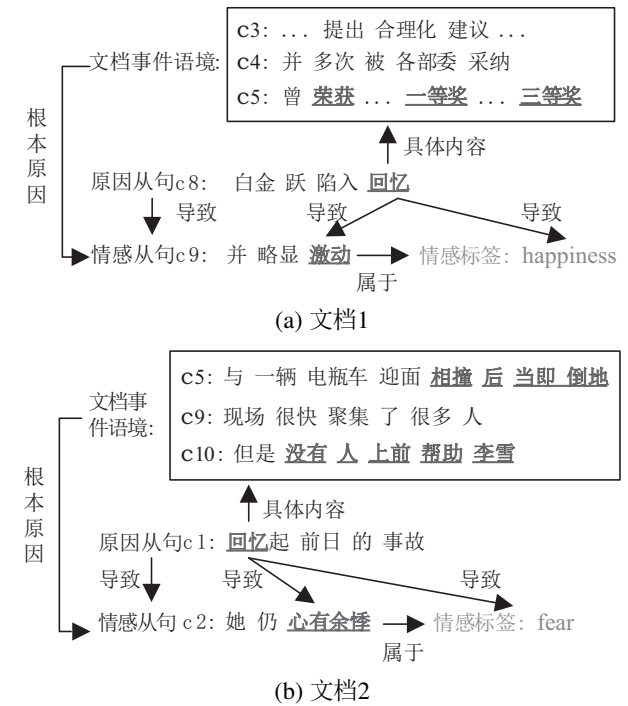 c3: ... 提出 合理化 建议 ...
文档事件语境:
c4: 并 多次 被 各部委 采纳
c5: 曾 荣获 ... 一等奖 ... 三等奖
根本原因
具体内容
原因从句c8: 白金 跃 陷入 回忆
导致 导致 导致
情感从句c9: 并 略显 激动 情感标签: happiness
属于
(a) 文档1
c5: 与 一辆 电瓶车 迎面 相撞 后 当即 倒地
文档事
件语境:
c9: 现场 很快 聚集 了 很多 人
c10: 但是 没有 人 上前 帮助 李雪
根本原因
具体内容
原因从句c1: 回忆起 前日 的 事故
导致 导致 导致
情感从句c2: 她 仍 心有余悸 情感标签: fear
属于
(b) 文档2